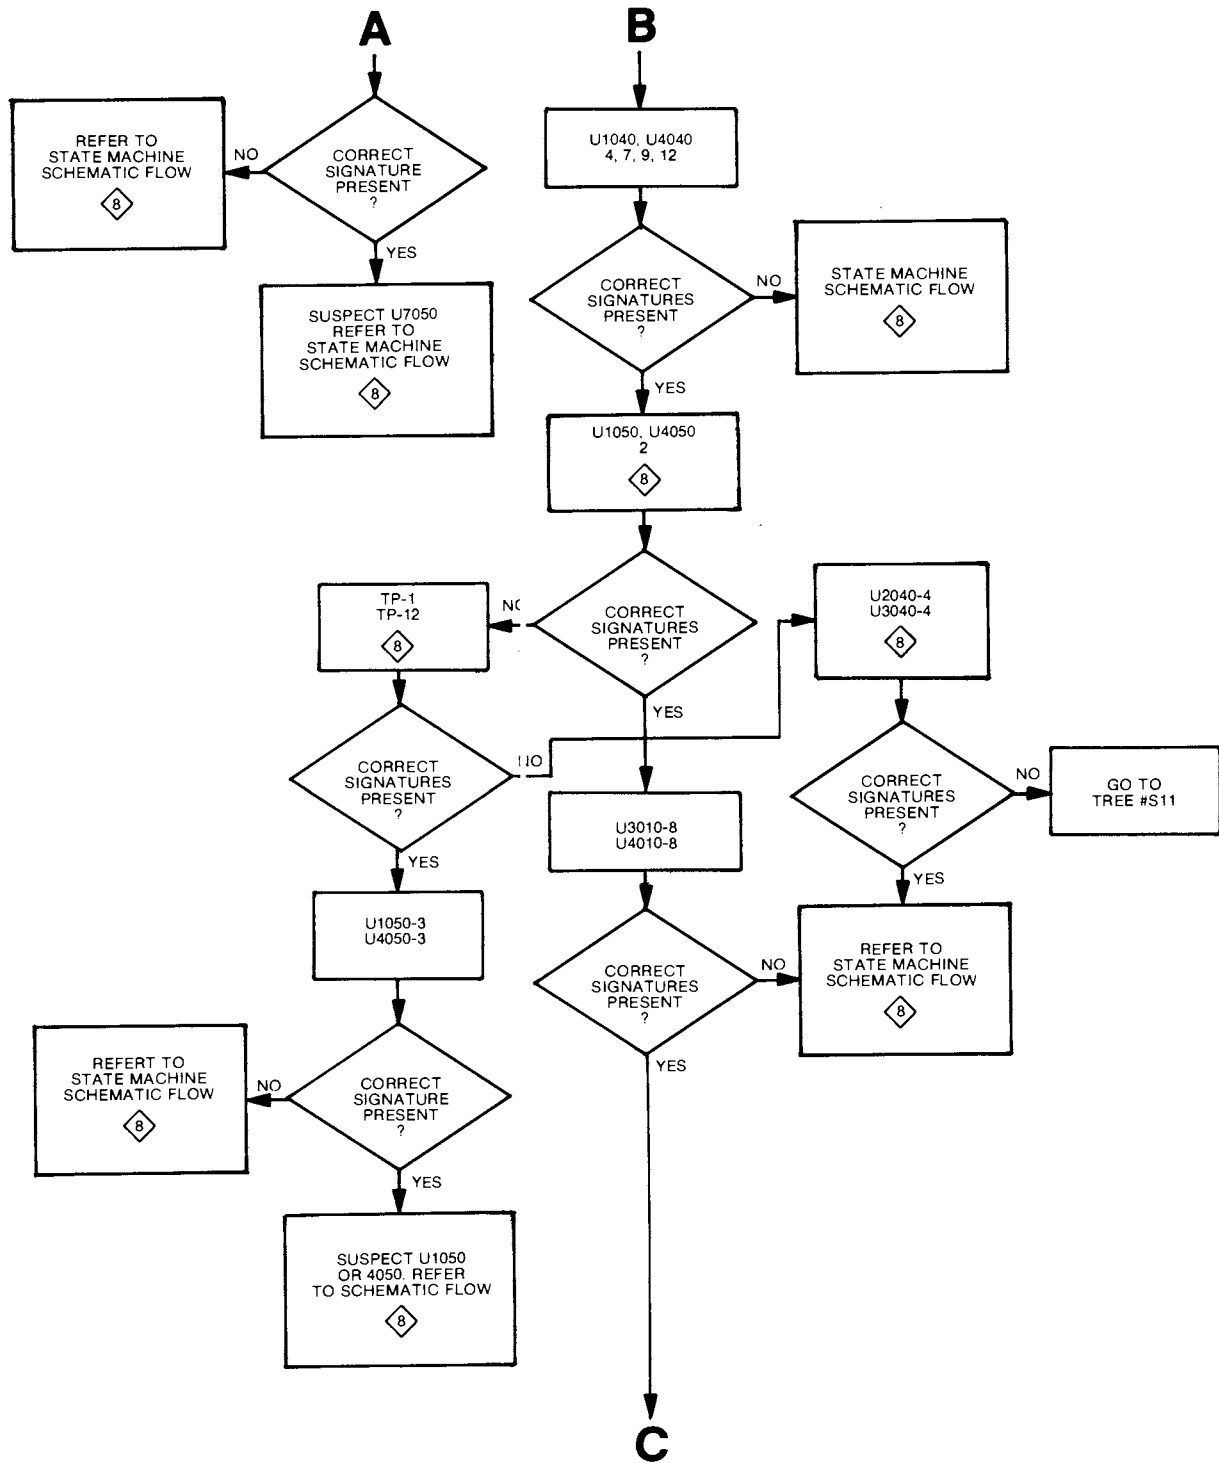 A
CORRECT
SIGNATURE
PRESENT
?
NO
REFER TO
STATE MACHINE
SCHEMATIC FLOW
8
YES
SUSPECT U7050
REFER TO
STATE MACHINE
SCHEMATIC FLOW
8
B
U1040, U4040
4, 7, 9, 12
CORRECT
SIGNATURES
PRESENT
?
NO
STATE MACHINE
SCHEMATIC FLOW
8
YES
U1050, U4050
2
8
CORRECT
SIGNATURES
PRESENT
?
NO
TP-1
TP-12
8
CORRECT
SIGNATURES
PRESENT
?
NO
U2040-4
U3040-4
8
CORRECT
SIGNATURES
PRESENT
?
NO
GO TO
TREE #S11
YES
REFER TO
STATE MACHINE
SCHEMATIC FLOW
8
YES
U3010-8
U4010-8
CORRECT
SIGNATURES
PRESENT
?
NO
YES
YES
U1050-3
U4050-3
CORRECT
SIGNATURE
PRESENT
?
NO
REFERT TO
STATE MACHINE
SCHEMATIC FLOW
8
YES
SUSPECT U1050
OR 4050. REFER
TO SCHEMATIC FLOW
8
C